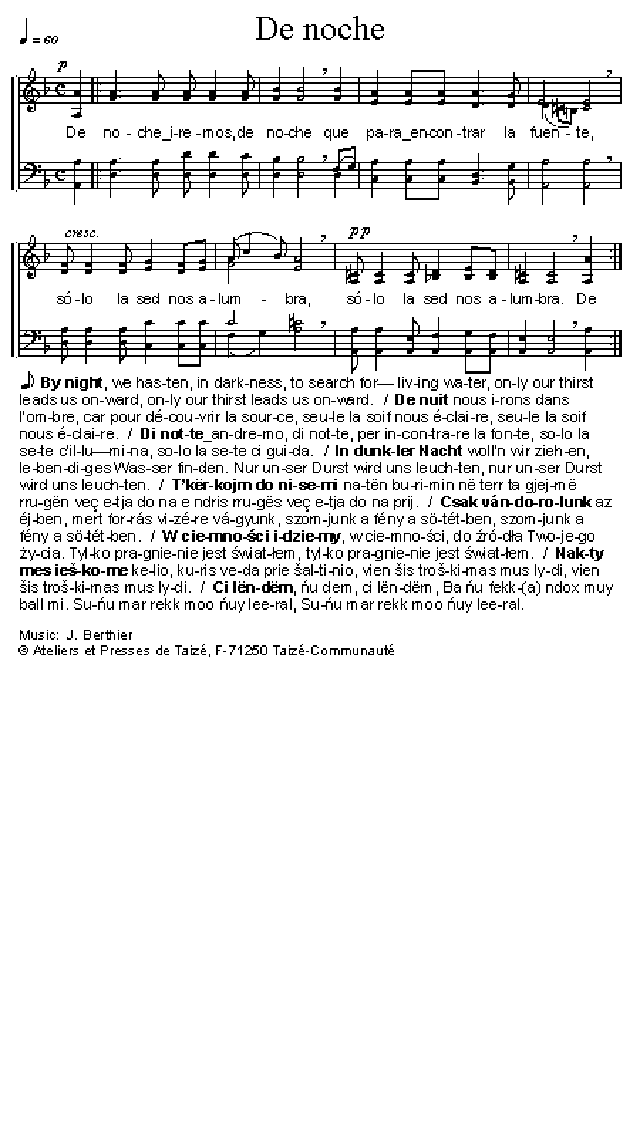 De noche
= 60
p
De no - che_i-re-mos, de no-che que pa-ra_en-con-trar la fuen-te,
cresc.
pp
só-lo la sed nos a-lum - bra, só-lo la sed nos a-lum-bra. De
By night, we has-ten, in dark-ness, to search for— liv-ing wa-ter, on-ly our thirst
leads us on-ward, on-ly our thirst leads us on-ward. / De nuit nous i-rons dans
l'om-bre, car pour dé-cou-vrir la sour-ce, seu-le la soif nous é-clai-re, seu-le la soif
nous é-clai-re. / Di not-te_an-dre-mo, di not-te, per in-con-tra-re la fon-te, so-lo la
se-te c'il-lu—mi-na, so-lo la se-te ci gui-da. / In dunk-ler Nacht woll'n wir zieh-en,
le-ben-di-ges Was-ser fin-den. Nur un-ser Durst wird uns leuch-ten, nur un-ser Durst
wird uns leuch-ten. / T'kër-kojm do ni-se-mi na-tën bu-ri-min në terr ta gjej-më
rru-gën veç e-tja do na e ndris rru-gës veç e-tja do na prij. / Csak ván-do-ro-lunk az
éj-ben, mert for-rás vi-zé-re vá-gyunk, szom-junk a fény a sö-tét-ben, szom-junk a
fény a sö-tét-ben. / W cie-mno-ści i-dzie-my, w cie-mno-ści, do źró-dła Two-je-go
ży-cia. Tyl-ko pra-gnie-nie jest świat-łem, tyl-ko pra-gnie-nie jest świat-łem. / Nak-ty
mes ieš-ko-me ke-lio, ku-ris ve-da prie šal-ti-nio, vien šis troš-ki-mas mus ly-di, vien
šis troš-ki-mas mus ly-di. / Ci lën-dëm, ńu dem, ci lën-dëm, Ba ńu fekk-(a) ndox muy
ball mi. Su-ńu mar rekk moo ńuy lee-ral, Su-ńu mar rekk moo ńuy lee-ral.
Music: J. Berthier
© Ateliers et Presses de Taizé, F-71250 Taizé-Communauté